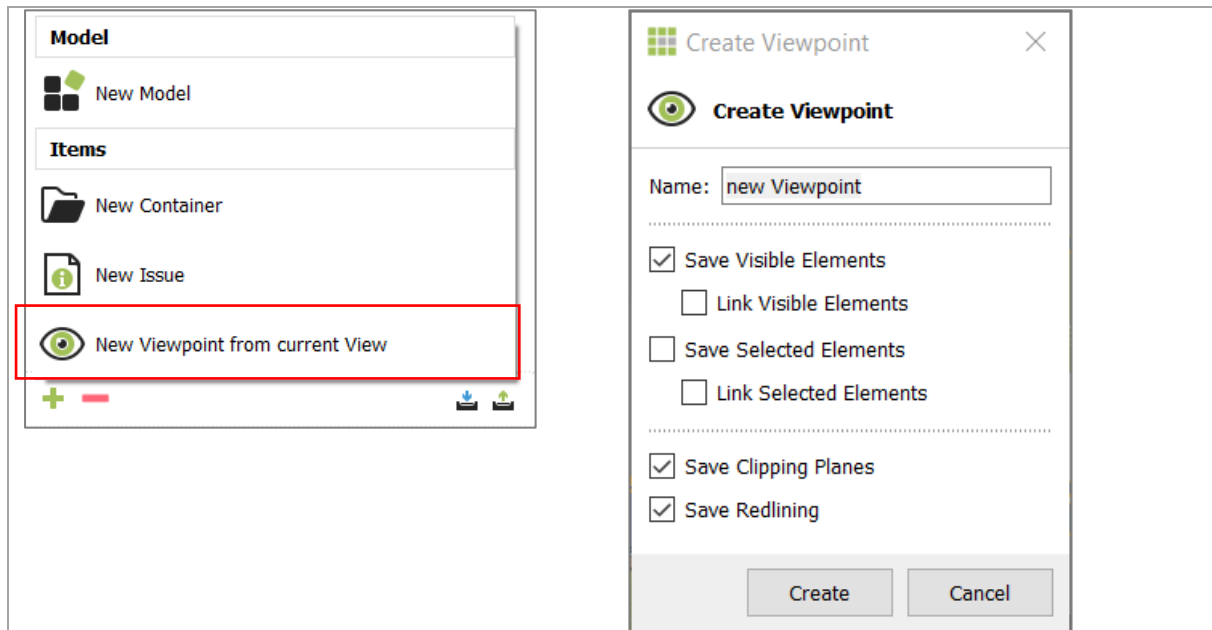 Model
New Model
Items
New Container
New Issue
New Viewpoint from current View
Create Viewpoint
Create Viewpoint
Name: new Viewpoint
Save Visible Elements
Link Visible Elements
Save Selected Elements
Link Selected Elements
Save Clipping Planes
Save Redlining
Create Cancel